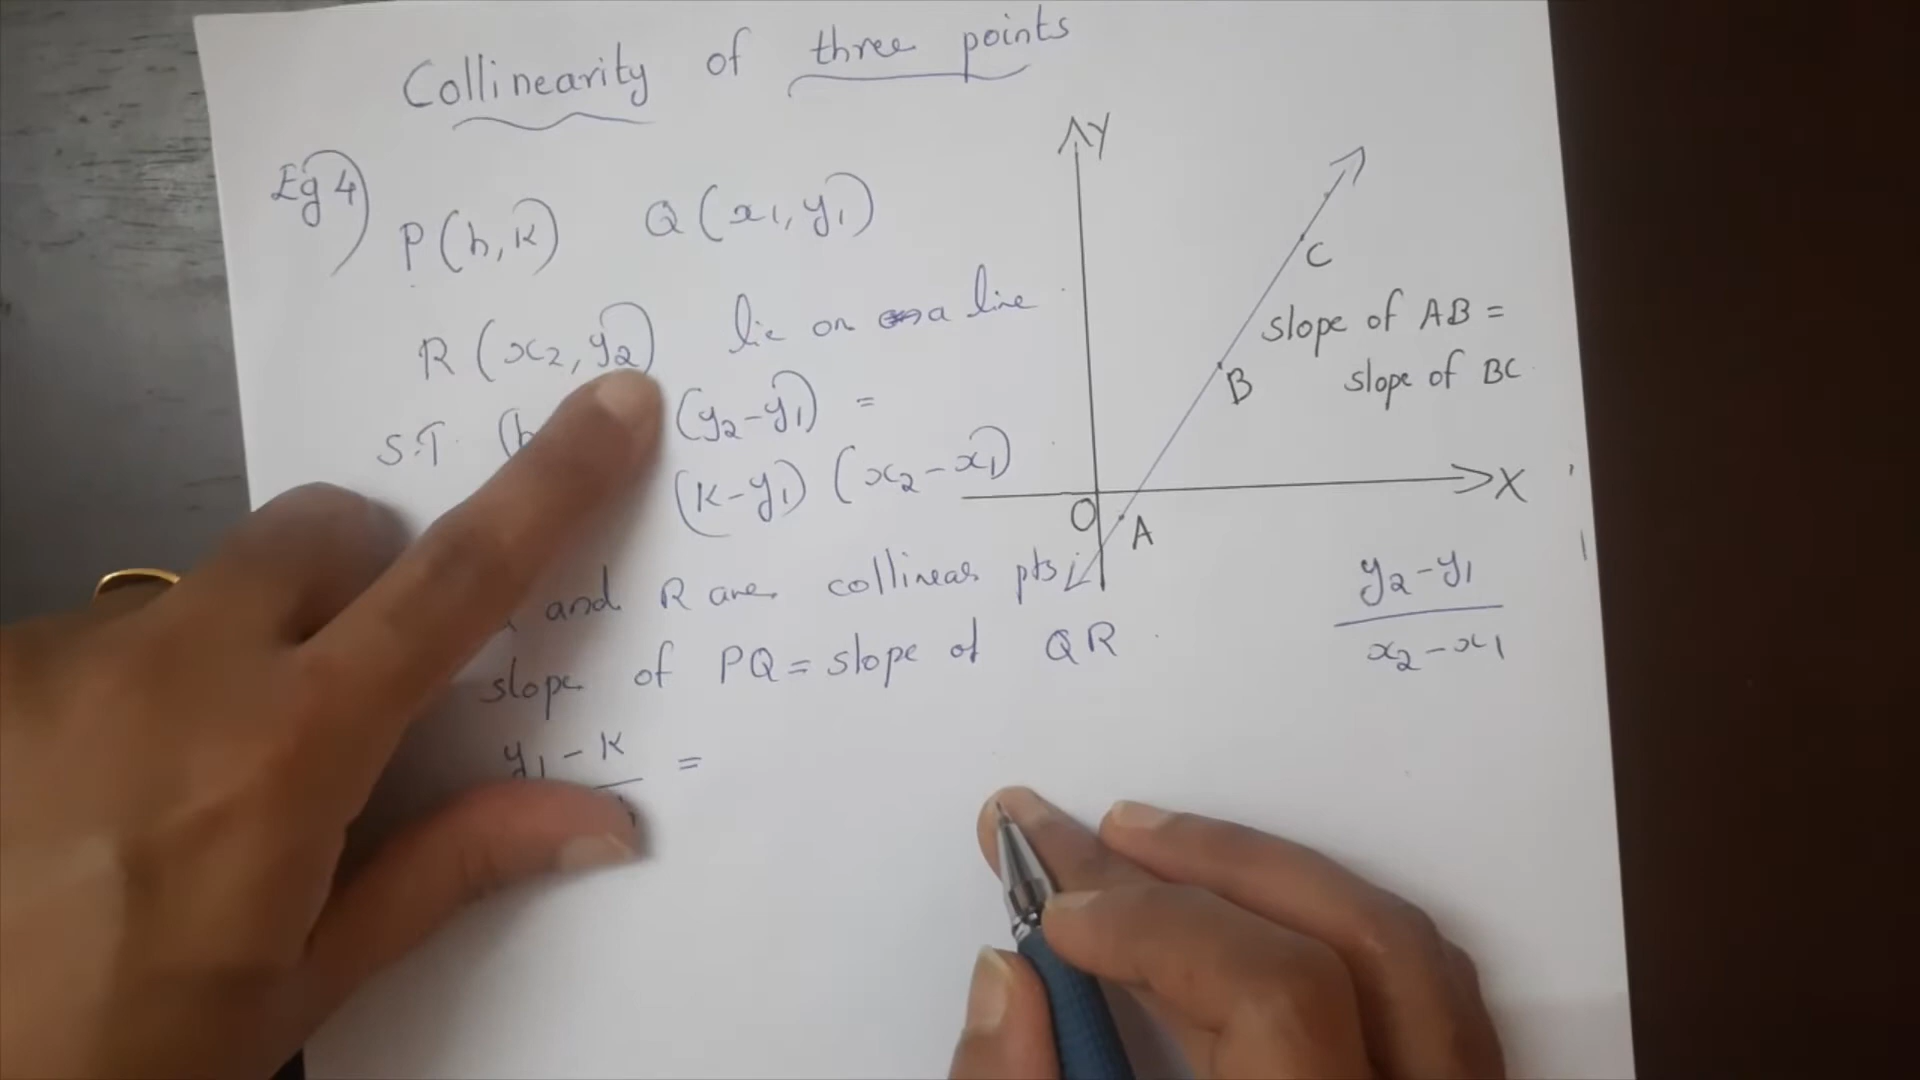 Collinearity of three points
Eg 4)
P(h,k) Q(x1,y1)
R(x2,y2) lie on a line
S.T. (h (y2-y1) =
(k-y1) (x2-x1)
and R are collinear pts
slope of PQ = slope of QR
y1-k =
Y
C
B
slope of AB =
slope of BC
X
O
A
y2-y1
x2-x1